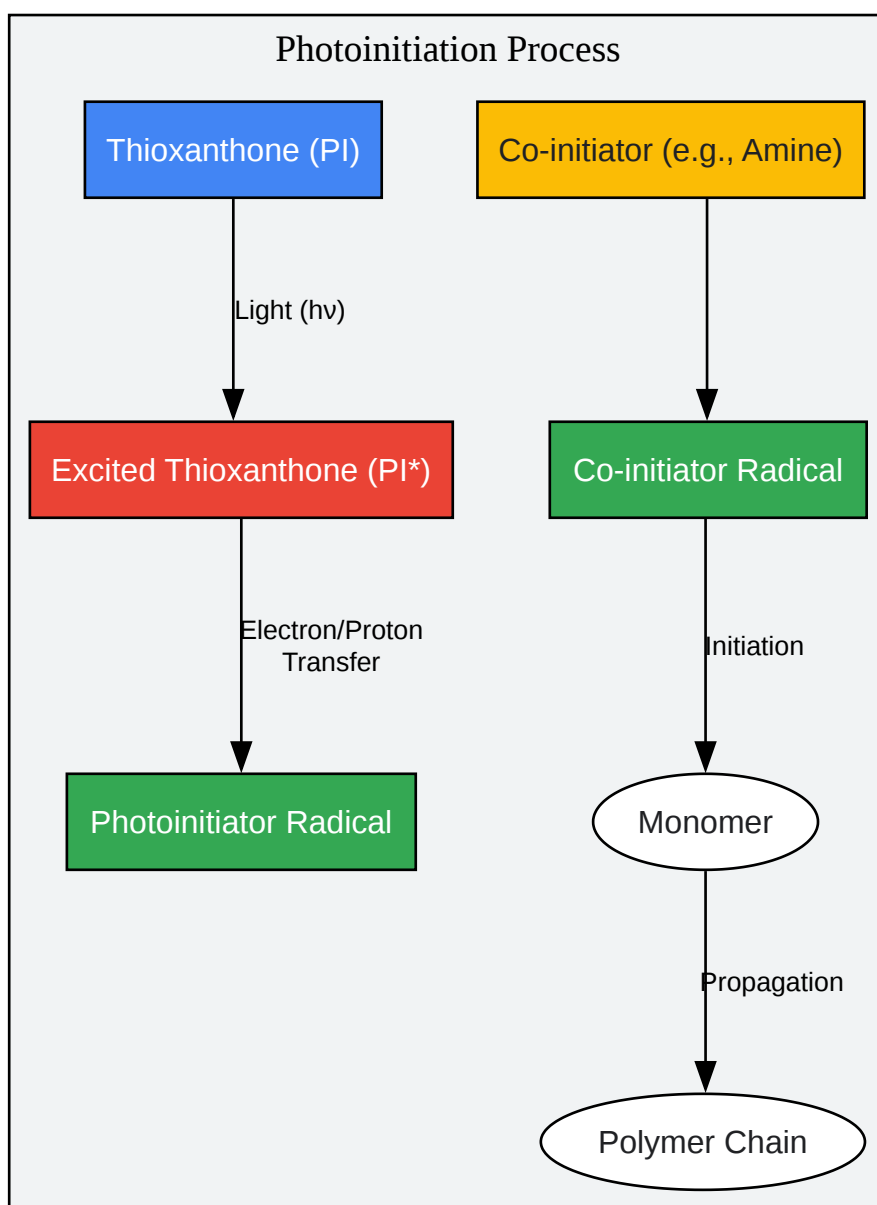 Photoinitiation Process
Thioxanthone (PI)
Co-initiator (e.g., Amine)
Light (hν)
Excited Thioxanthone (PI*)
Co-initiator Radical
Electron/Proton
Transfer
Initiation
Photoinitiator Radical
Monomer
Propagation
Polymer Chain